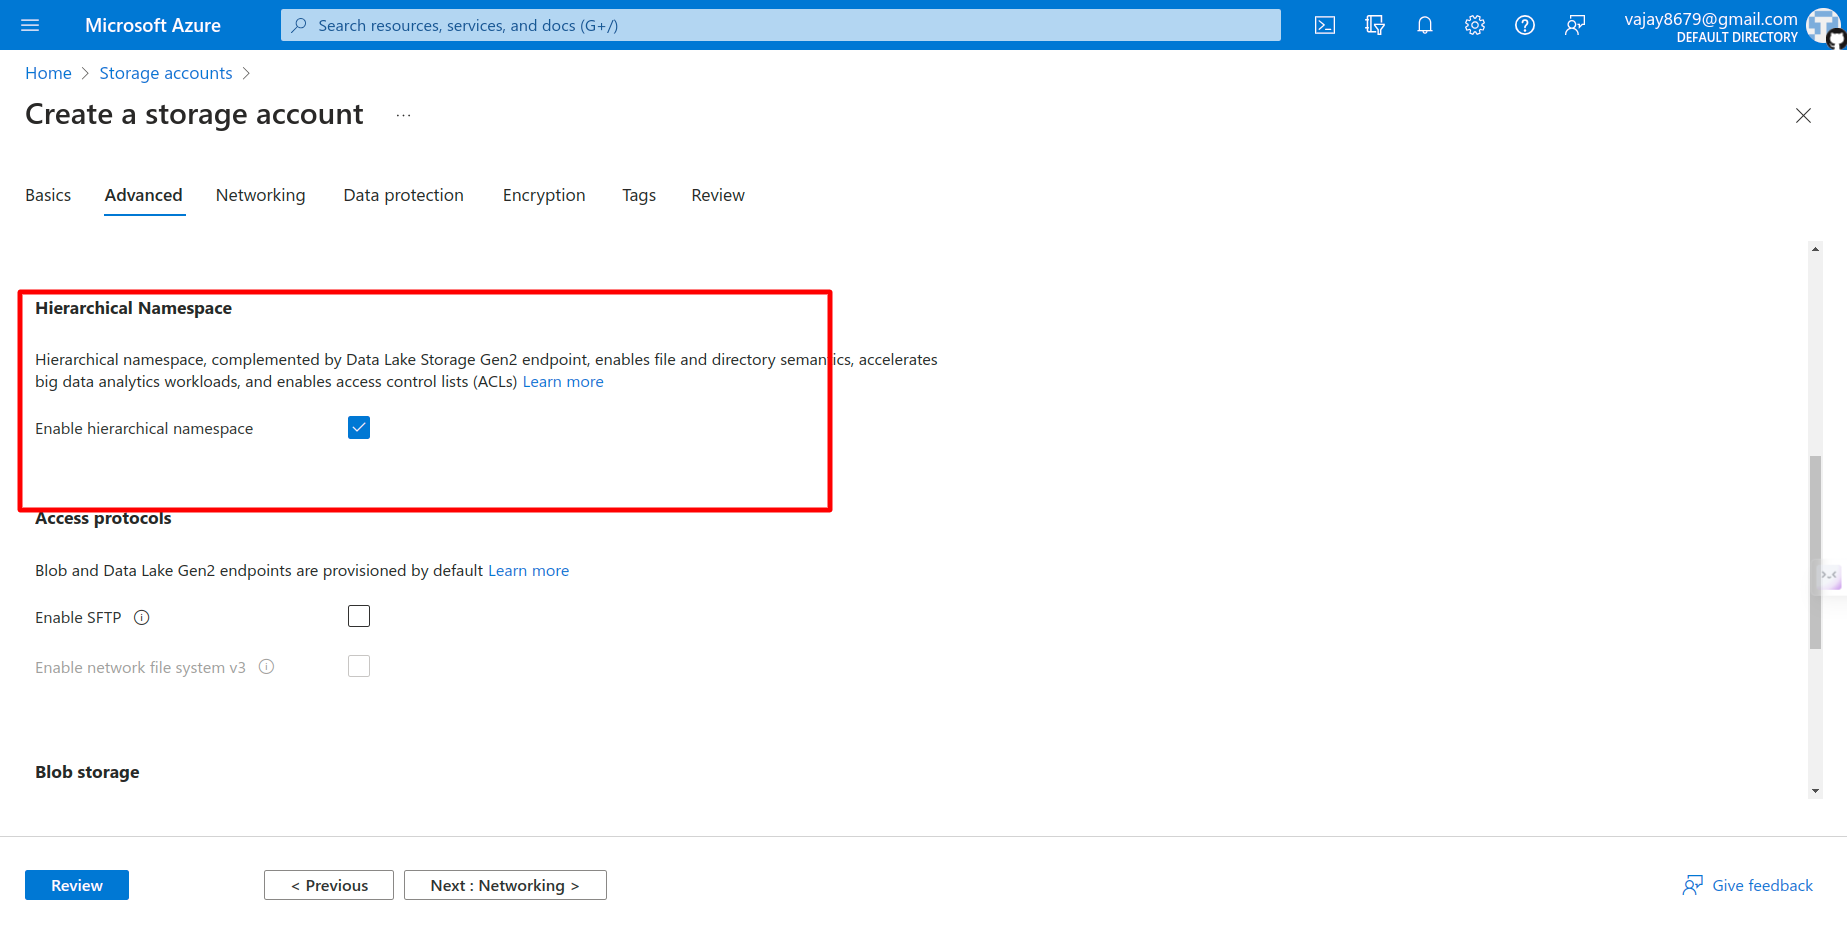 Microsoft Azure
Search resources, services, and docs (G+/)
vajay8679@gmail.com
DEFAULT DIRECTORY
Home > Storage accounts >
Create a storage account ...
Basics Advanced Networking Data protection Encryption Tags Review
Hierarchical Namespace
Hierarchical namespace, complemented by Data Lake Storage Gen2 endpoint, enables file and directory semantics, accelerates
big data analytics workloads, and enables access control lists (ACLs) Learn more
Enable hierarchical namespace
Access protocols
Blob and Data Lake Gen2 endpoints are provisioned by default Learn more
Enable SFTP
Enable network file system v3
Blob storage
Review < Previous Next : Networking > Give feedback